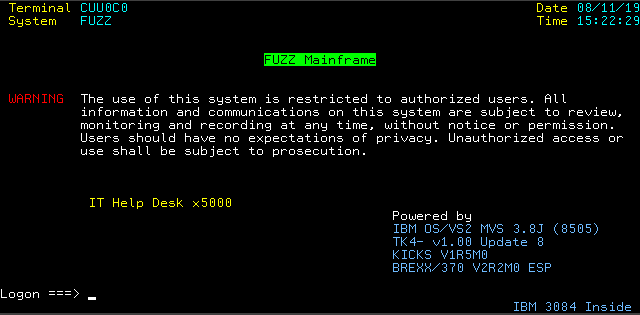 Terminal CUU0C0 Date 08/11/19
System FUZZ Time 15:22:29
FUZZ Mainframe
WARNING The use of this system is restricted to authorized users. All
information and communications on this system are subject to review,
monitoring and recording at any time, without notice or permission.
Users should have no expectations of privacy. Unauthorized access or
use shall be subject to prosecution.
IT Help Desk x5000
Powered by
IBM OS/VS2 MVS 3.8J (8505)
TK4- v1.00 Update 8
KICKS V1R5M0
BREXX/370 V2R2M0 ESP
Logon ===>
IBM 3084 Inside